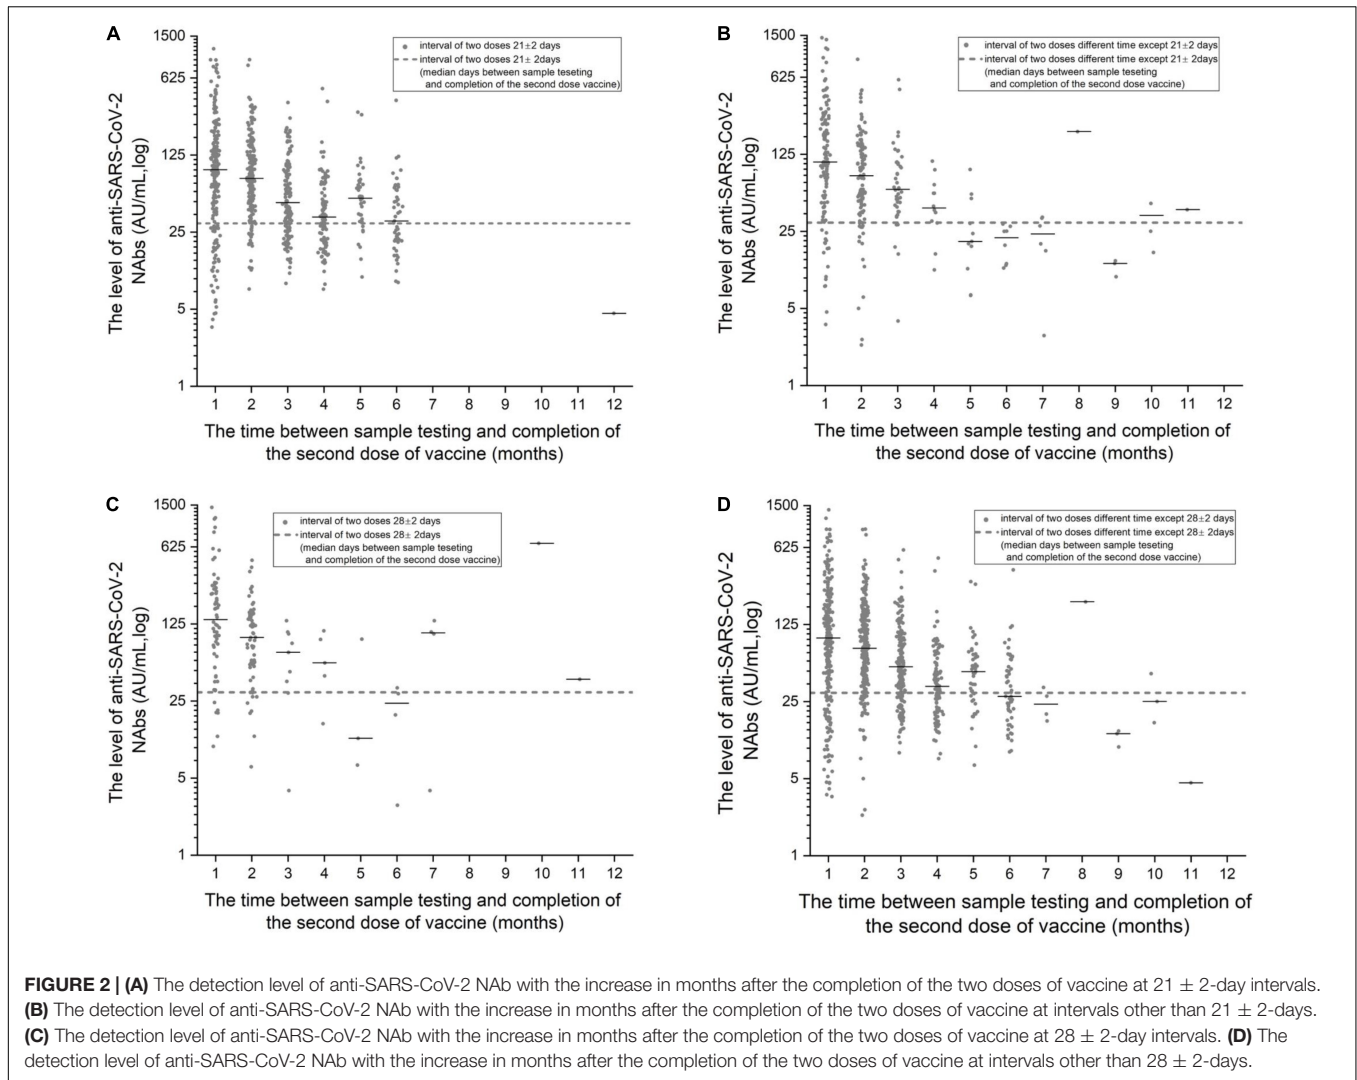 A
1500
625
125
25
5
1
The level of anti-SARS-CoV-2
NAbs (AU/mL,log)
interval of two doses 21±2 days
interval of two doses 21± 2days
(median days between sample teseting
and completion of the second dose vaccine)
1 2 3 4 5 6 7 8 9 10 11 12
The time between sample testing and completion of
the second dose of vaccine (months)
B
1500
625
125
25
5
1
The level of anti-SARS-CoV-2
NAbs (AU/mL,log)
interval of two doses different time except 21±2 days
interval of two doses different time except 21± 2days
(median days between sample teseting
and completion of the second dose vaccine)
1 2 3 4 5 6 7 8 9 10 11 12
The time between sample testing and completion of
the second dose of vaccine (months)
C
1500
625
125
25
5
1
The level of anti-SARS-CoV-2
NAbs (AU/mL,log)
interval of two doses 28±2 days
interval of two doses 28± 2days
(median days between sample teseting
and completion of the second dose vaccine)
1 2 3 4 5 6 7 8 9 10 11 12
The time between sample testing and completion of
the second dose of vaccine (months)
D
1500
625
125
25
5
1
The level of anti-SARS-CoV-2
NAbs (AU/mL,log)
interval of two doses different time except 28±2 days
interval of two doses different time except 28± 2days
(median days between sample teseting
and completion of the second dose vaccine)
1 2 3 4 5 6 7 8 9 10 11 12
The time between sample testing and completion of
the second dose of vaccine (months)
FIGURE 2 | (A) The detection level of anti-SARS-CoV-2 NAb with the increase in months after the completion of the two doses of vaccine at 21 ± 2-day intervals.
(B) The detection level of anti-SARS-CoV-2 NAb with the increase in months after the completion of the two doses of vaccine at intervals other than 21 ± 2-days.
(C) The detection level of anti-SARS-CoV-2 NAb with the increase in months after the completion of the two doses of vaccine at 28 ± 2-day intervals. (D) The
detection level of anti-SARS-CoV-2 NAb with the increase in months after the completion of the two doses of vaccine at intervals other than 28 ± 2-days.